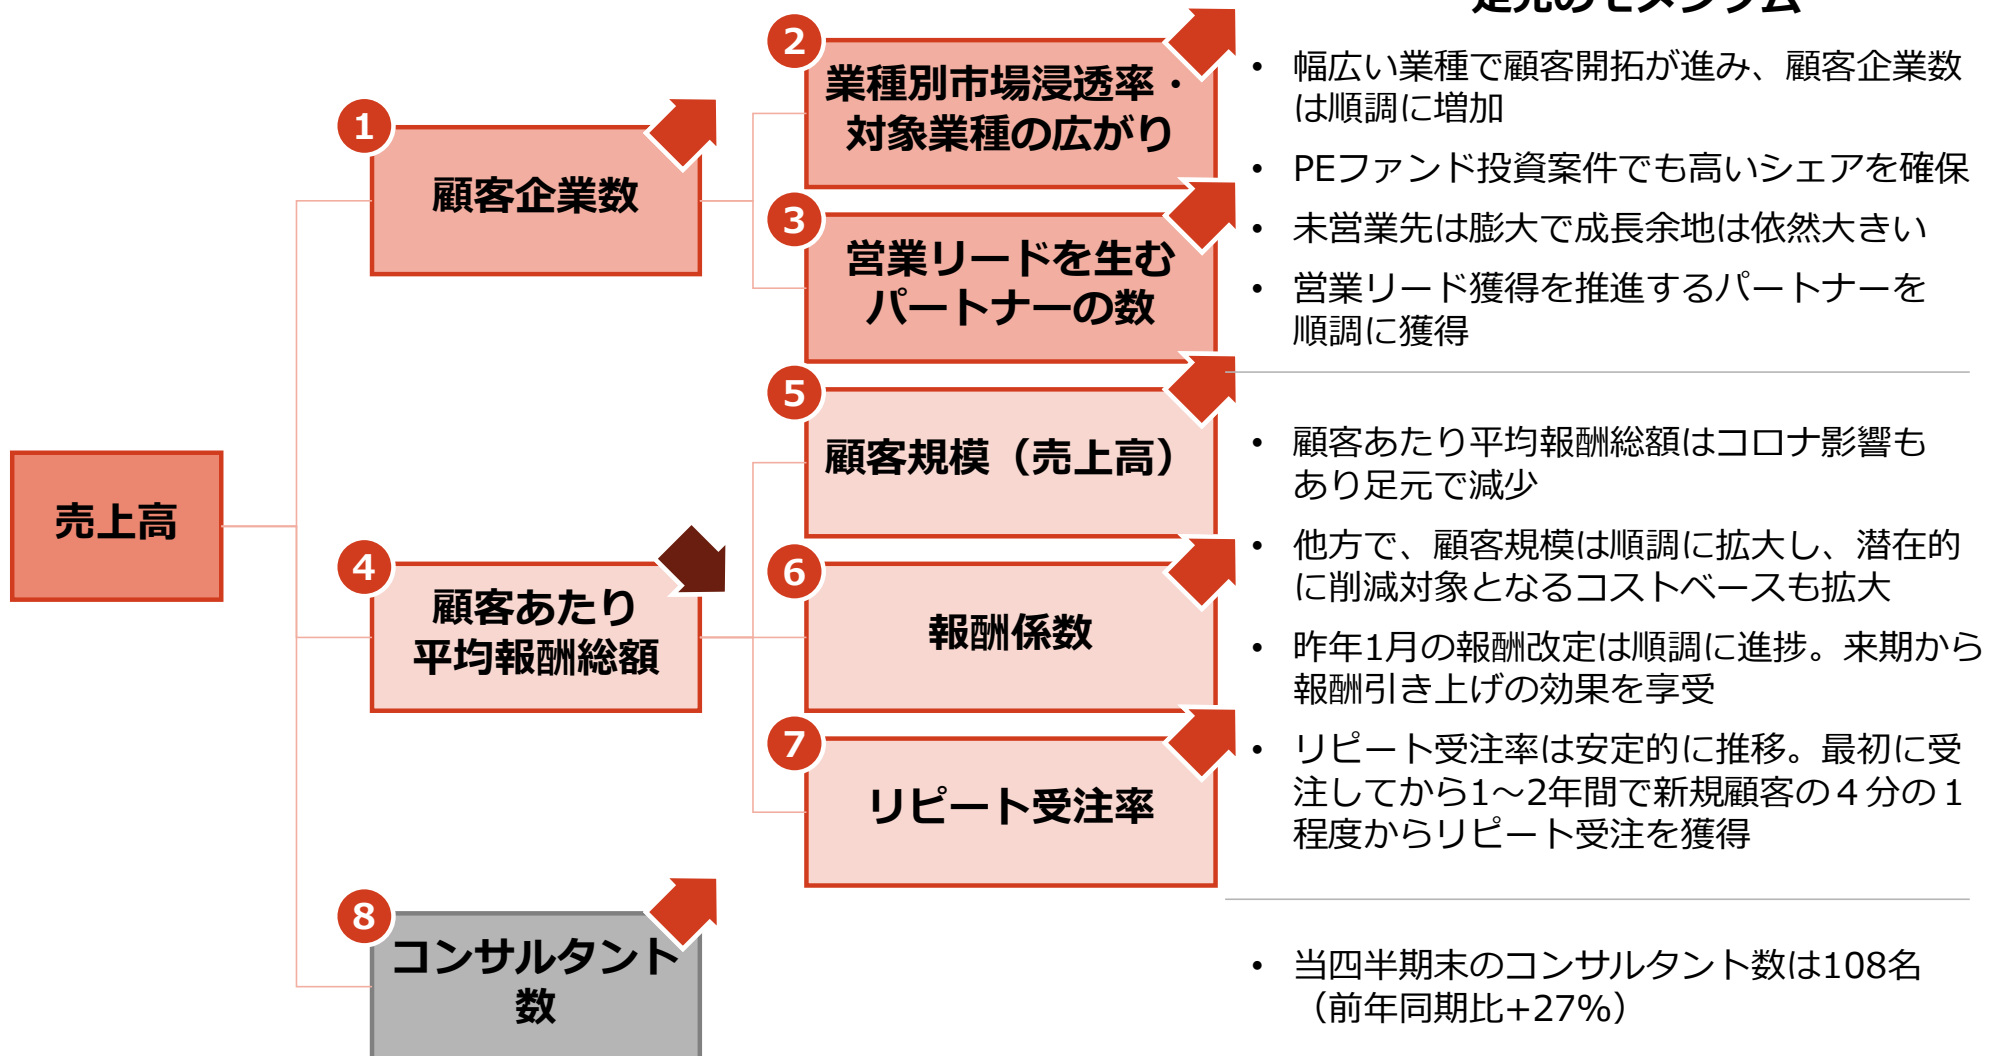 足元のモメンタム
売上高
1
顧客企業数
2
業種別市場浸透率・
対象業種の広がり
3
営業リードを生む
パートナーの数
4
顧客あたり
平均報酬総額
5
顧客規模（売上高）
6
報酬係数
7
リピート受注率
8
コンサルタント
数
• 幅広い業種で顧客開拓が進み、顧客企業数
は順調に増加
• PEファンド投資案件でも高いシェアを確保
• 未営業先は膨大で成長余地は依然大きい
• 営業リード獲得を推進するパートナーを
順調に獲得
• 顧客あたり平均報酬総額はコロナ影響も
あり足元で減少
• 他方で、顧客規模は順調に拡大し、潜在的
に削減対象となるコストベースも拡大
• 昨年1月の報酬改定は順調に進捗。来期から
報酬引き上げの効果を享受
• リピート受注率は安定的に推移。最初に受
注してから1～2年間で新規顧客の４分の１
程度からリピート受注を獲得
• 当四半期末のコンサルタント数は108名
（前年同期比+27%）